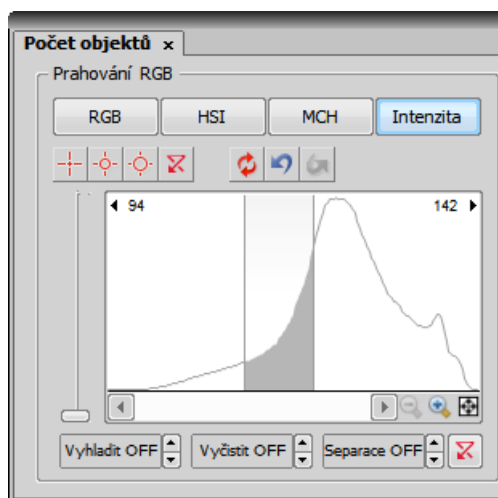 Počet objektů x
Prahování RGB
RGB HSI MCH Intenzita
94 142
Vyhladit OFF Vyčistit OFF Separace OFF